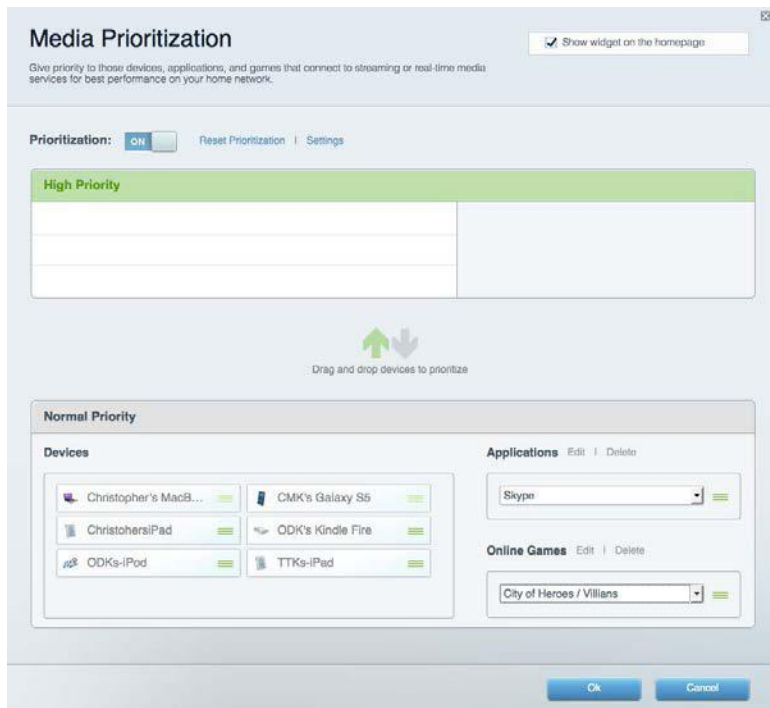 Media Prioritization
Show widget on the homepage
Give priority to those devices, applications, and games that connect to streaming or real-time media
services for best performance on your home network.
Prioritization: ON Reset Prioritization | Settings
High Priority
Drag and drop devices to prioritize
Normal Priority
Devices
Christopher's MacB...
CMK's Galaxy S5
ChristohersiPad
ODK's Kindle Fire
ODKs-iPod
TTKs-iPad
Applications Edit | Delete
Skype
Online Games Edit | Delete
City of Heroes / Villians
Ok
Cancel